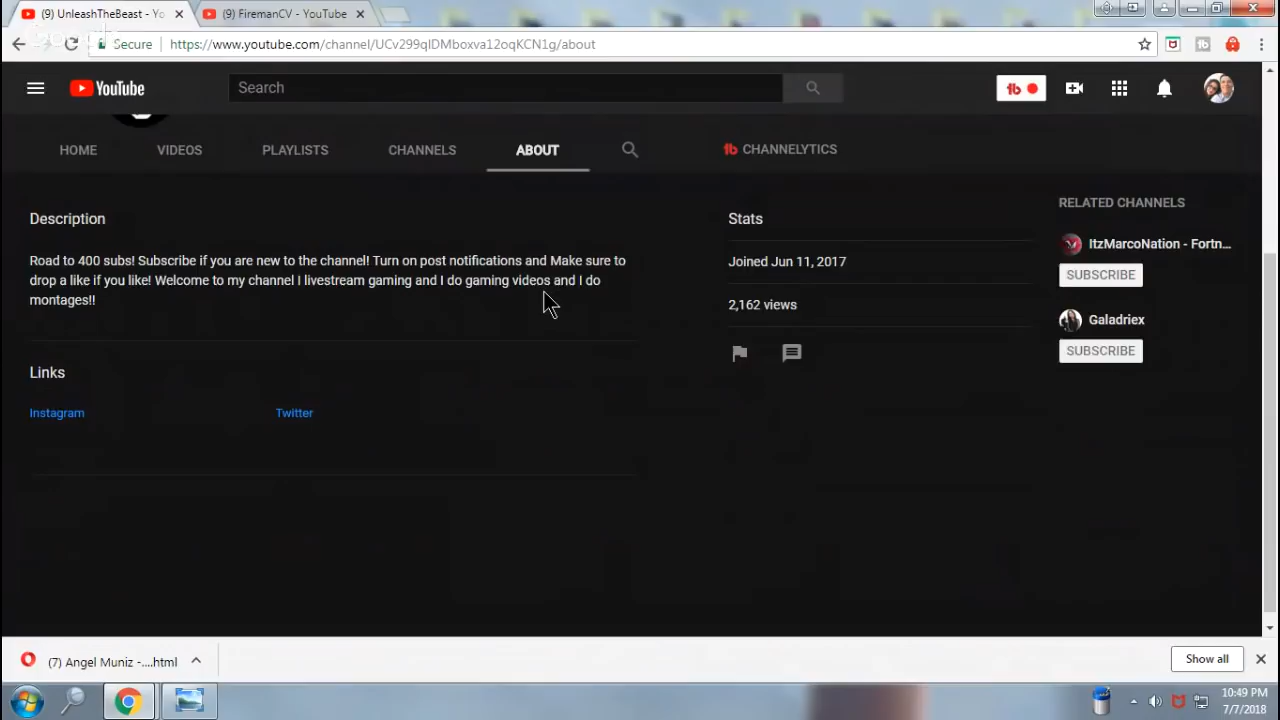 (9) UnleashTheBeast - Yo
(9) FiremanCV - YouTube
Secure
https://www.youtube.com/channel/UCv299qIDMboxva12oqKCN1g/about
YouTube
Search
tb
HOME
VIDEOS
PLAYLISTS
CHANNELS
ABOUT
tb CHANNELYTICS
Description
Road to 400 subs! Subscribe if you are new to the channel! Turn on post notifications and Make sure to
drop a like if you like! Welcome to my channel I livestream gaming and I do gaming videos and I do
montages!!
Links
Instagram
Twitter
Stats
Joined Jun 11, 2017
2,162 views
RELATED CHANNELS
ItzMarcoNation - Fortn...
SUBSCRIBE
Galadriex
SUBSCRIBE
(7) Angel Muniz -....html
Show all
10:49 PM
7/7/2018